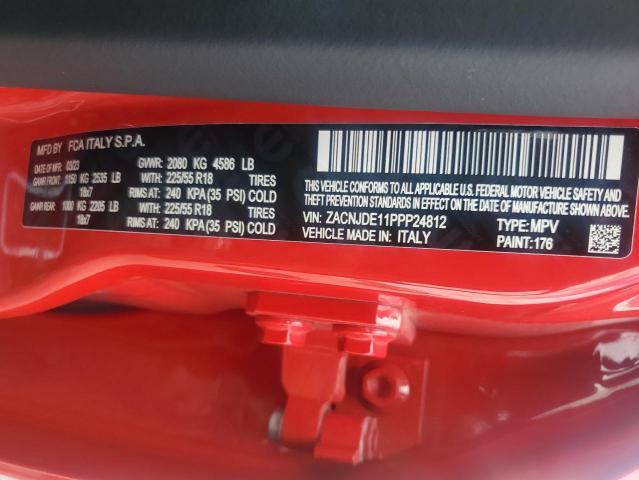 MFD BY FCA ITALY S.P.A.
DATE OF MFR: 03/23 GVWR: 2080 KG 4586 LB
GAWR FRONT: 1150 KG 2535 LB WITH: 225/55 R18 TIRES
18x7 RIMS AT: 240 KPA (35 PSI) COLD
GAWR REAR: 1000 KG 2205 LB WITH: 225/55 R18 TIRES
18x7 RIMS AT: 240 KPA (35 PSI) COLD
THIS VEHICLE CONFORMS TO ALL APPLICABLE U.S. FEDERAL MOTOR VEHICLE SAFETY AND
THEFT PREVENTION STANDARDS IN EFFECT ON THE DATE OF MANUFACTURE SHOWN ABOVE.
VIN: ZACNJDE11PPP24812 TYPE: MPV
VEHICLE MADE IN: ITALY PAINT: 176